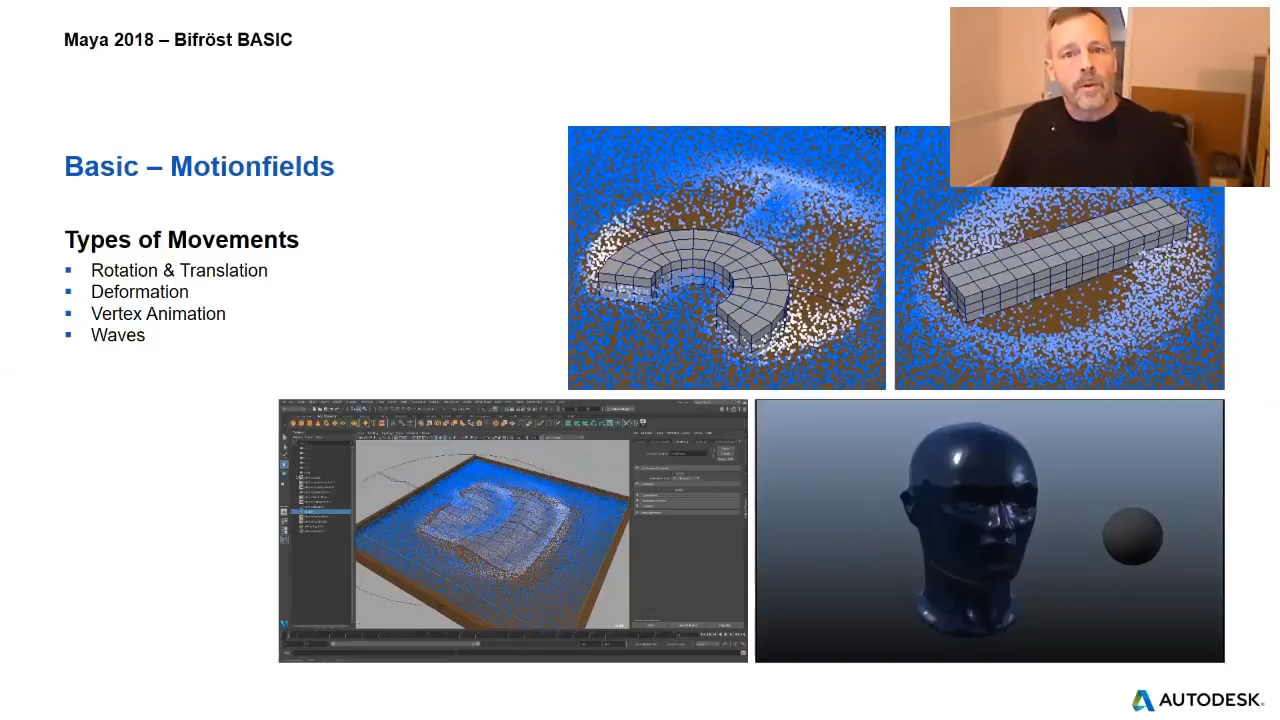 Maya 2018 – Bifröst BASIC
Basic – Motionfields
Types of Movements
Rotation & Translation
Deformation
Vertex Animation
Waves
AUTODESK.